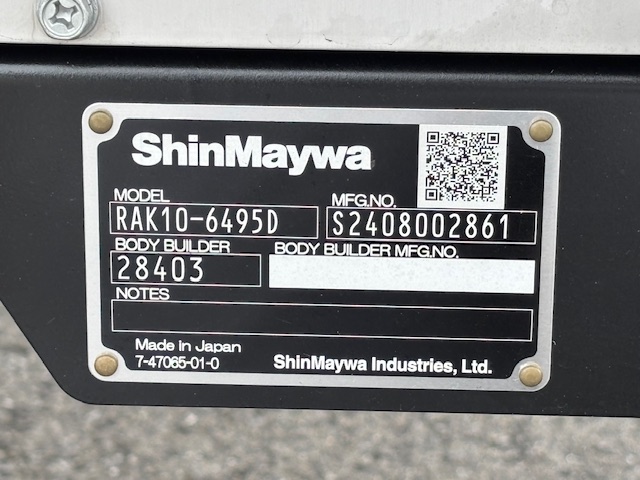 ShinMaywa
MODEL MFG.NO.
RAK10-6495D S2408002861
BODY BUILDER BODY BUILDER MFG.NO.
28403
NOTES
Made in Japan
7-47065-01-0 ShinMaywa Industries, Ltd.